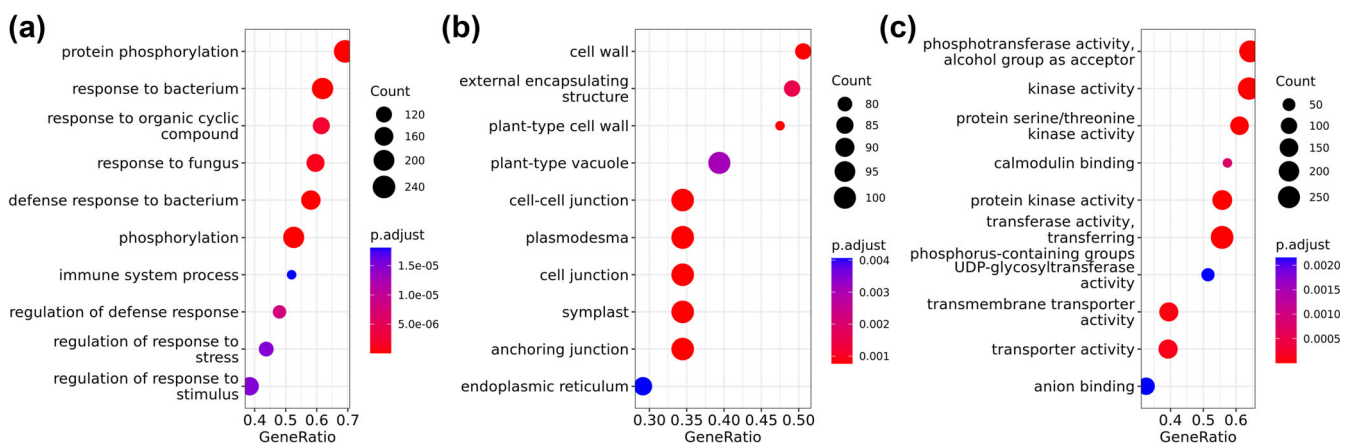 (a)
protein phosphorylation
response to bacterium
response to organic cyclic
compound
response to fungus
defense response to bacterium
phosphorylation
immune system process
regulation of defense response
regulation of response to
stress
regulation of response to
stimulus
0.4 0.5 0.6 0.7
GeneRatio
Count
120
160
200
240
p.adjust
1.5e-05
1.0e-05
5.0e-06
(b)
cell wall
external encapsulating
structure
plant-type cell wall
plant-type vacuole
cell-cell junction
plasmodesma
cell junction
symplast
anchoring junction
endoplasmic reticulum
0.30 0.35 0.40 0.45 0.50
GeneRatio
Count
80
85
90
95
100
p.adjust
0.004
0.003
0.002
0.001
(c)
phosphotransferase activity,
alcohol group as acceptor
kinase activity
protein serine/threonine
kinase activity
calmodulin binding
protein kinase activity
transferase activity,
transferring
phosphorus-containing groups
UDP-glycosyltransferase
activity
transmembrane transporter
activity
transporter activity
anion binding
0.4 0.5 0.6
GeneRatio
Count
50
100
150
200
250
p.adjust
0.0020
0.0015
0.0010
0.0005